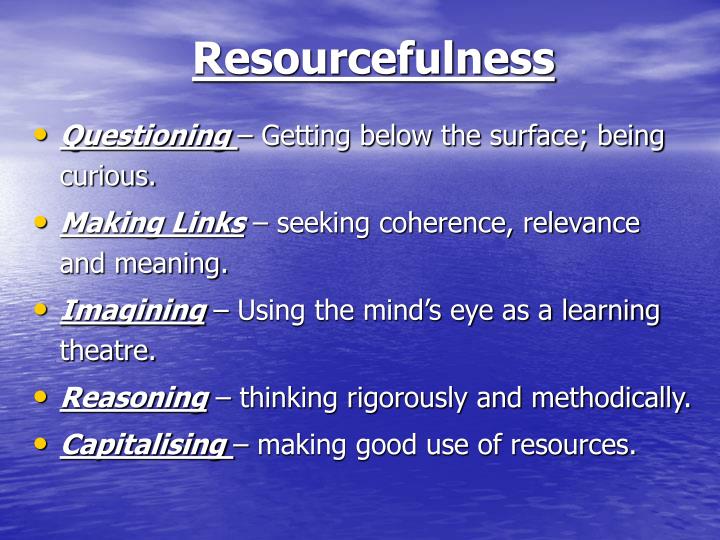 Resourcefulness
• Questioning – Getting below the surface; being
curious.
• Making Links – seeking coherence, relevance
and meaning.
• Imagining – Using the mind’s eye as a learning
theatre.
• Reasoning – thinking rigorously and methodically.
• Capitalising – making good use of resources.